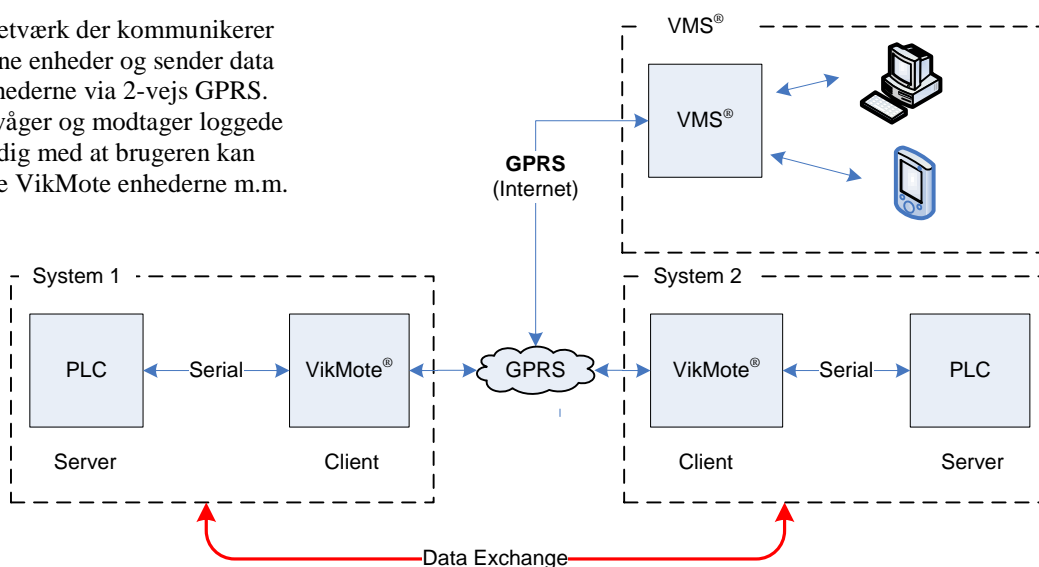 etværk der kommunikerer
ne enheder og sender data
hederne via 2-vejs GPRS.
våger og modtager loggede
dig med at brugeren kan
e VikMote enhederne m.m.
VMS®
VMS®
GPRS
(Internet)
System 1
PLC
Serial
VikMote®
Server
Client
GPRS
System 2
VikMote®
Serial
PLC
Client
Server
Data Exchange